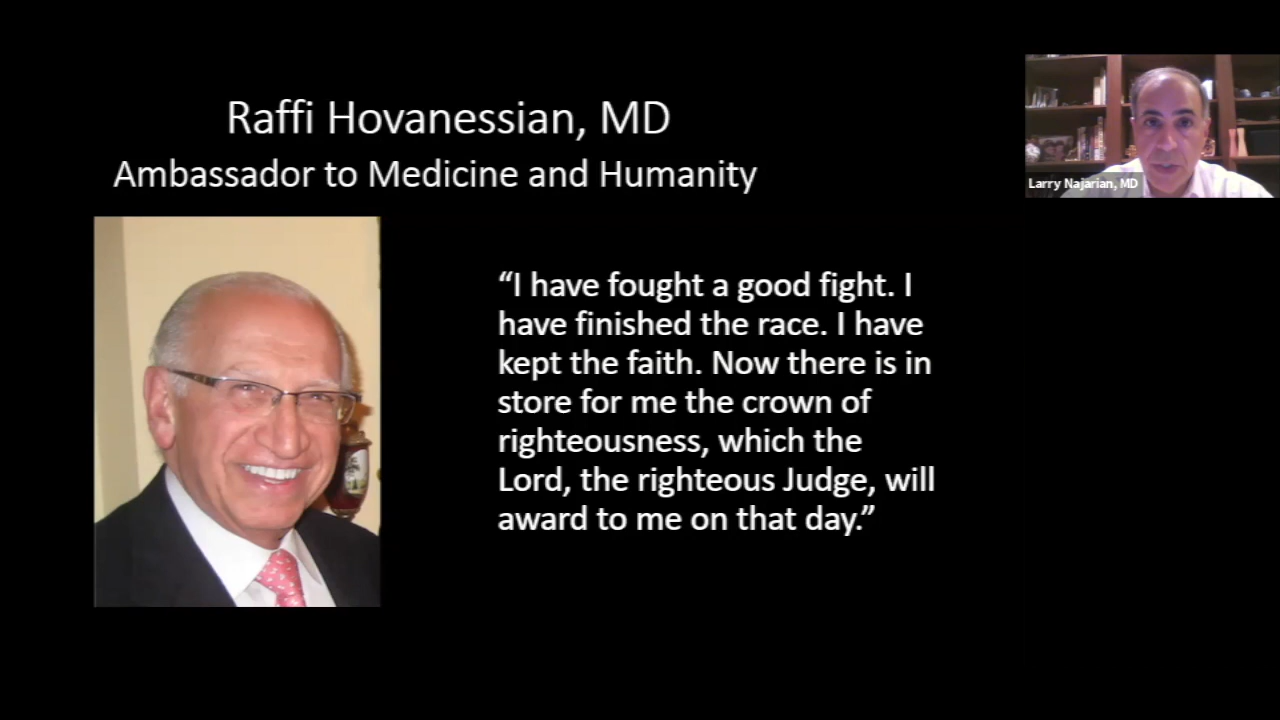 Raffi Hovanessian, MD
Ambassador to Medicine and Humanity
Larry Najarian, MD
“I have fought a good fight. I
have finished the race. I have
kept the faith. Now there is in
store for me the crown of
righteousness, which the
Lord, the righteous Judge, will
award to me on that day.”